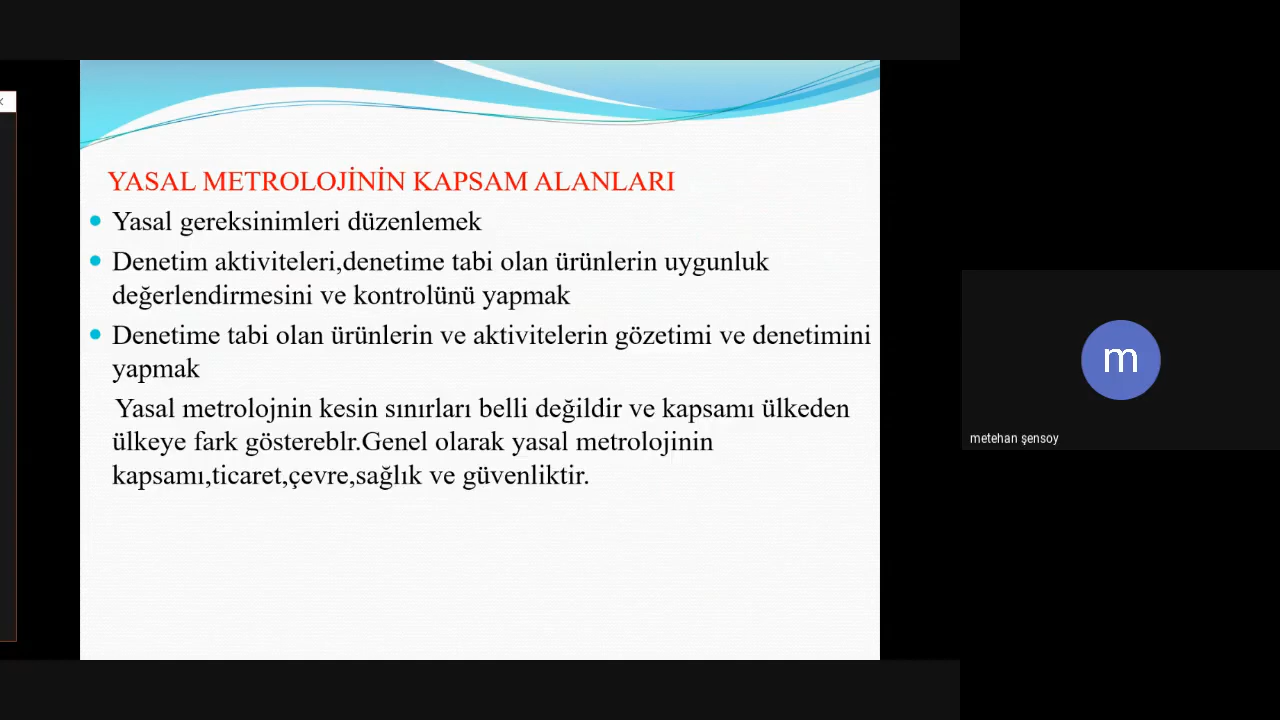 YASAL METROLOJİNİN KAPSAM ALANLARI
Yasal gereksinimleri düzenlemek
Denetim aktiviteleri,denetime tabi olan ürünlerin uygunluk
değerlendirmesini ve kontrolünü yapmak
Denetime tabi olan ürünlerin ve aktivitelerin gözetimi ve denetimini
yapmak
Yasal metrolojnin kesin sınırları belli değildir ve kapsamı ülkeden
ülkeye fark göstereblr.Genel olarak yasal metrolojinin
kapsamı,ticaret,çevre,sağlık ve güvenliktir.
m
metehan şensoy